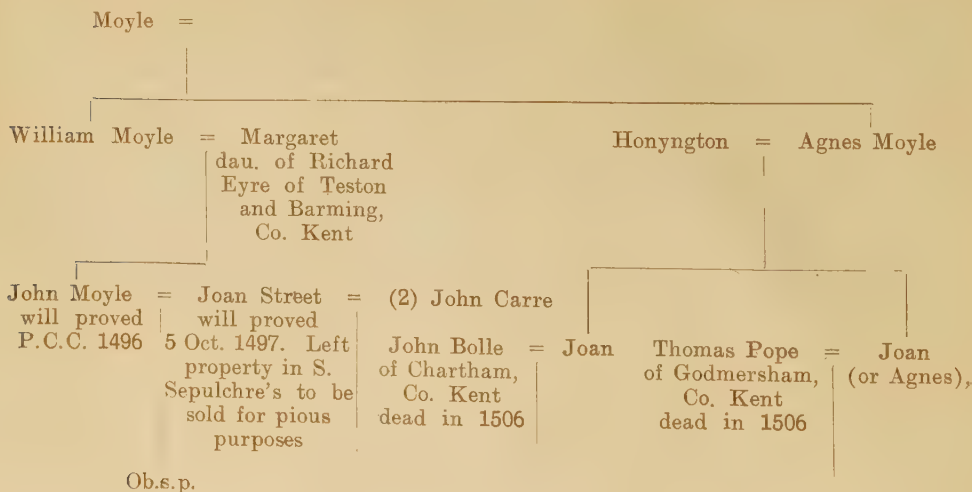 Moyle =
William Moyle = Margaret
dau. of Richard
Eyre of Teston
and Barming,
Co. Kent
Honyngton = Agnes Moyle
John Moyle = Joan Street = (2) John Carre
will proved
P.C.C. 1496
will proved
5 Oct. 1497. Left
property in S.
Sepulchre's to be
sold for pious
purposes
John Bolle = Joan
of Chartham,
Co. Kent
dead in 1506
Thomas Pope = Joan
of Godmersham,
Co. Kent
dead in 1506
(or Agnes),
Ob.s.p.